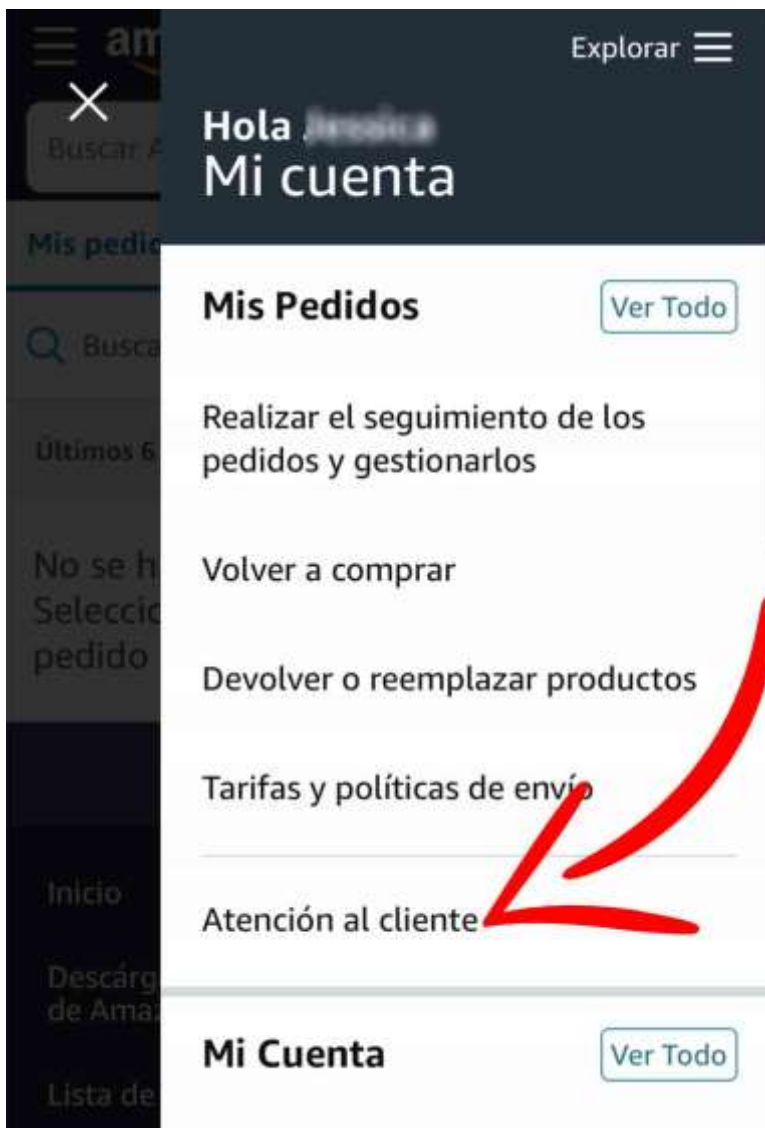 am
Explorar
Hola
Mi cuenta
Buscar A
Mis pedid
Mis Pedidos
Ver Todo
Busca
Realizar el seguimiento de los
pedidos y gestionarlos
Últimos 6
Volver a comprar
No se h
Seleccio
pedido
Devolver o reemplazar productos
Tarifas y políticas de envío
Inicio
Atención al cliente
Descárg
de Amaz
Mi Cuenta
Ver Todo
Lista de